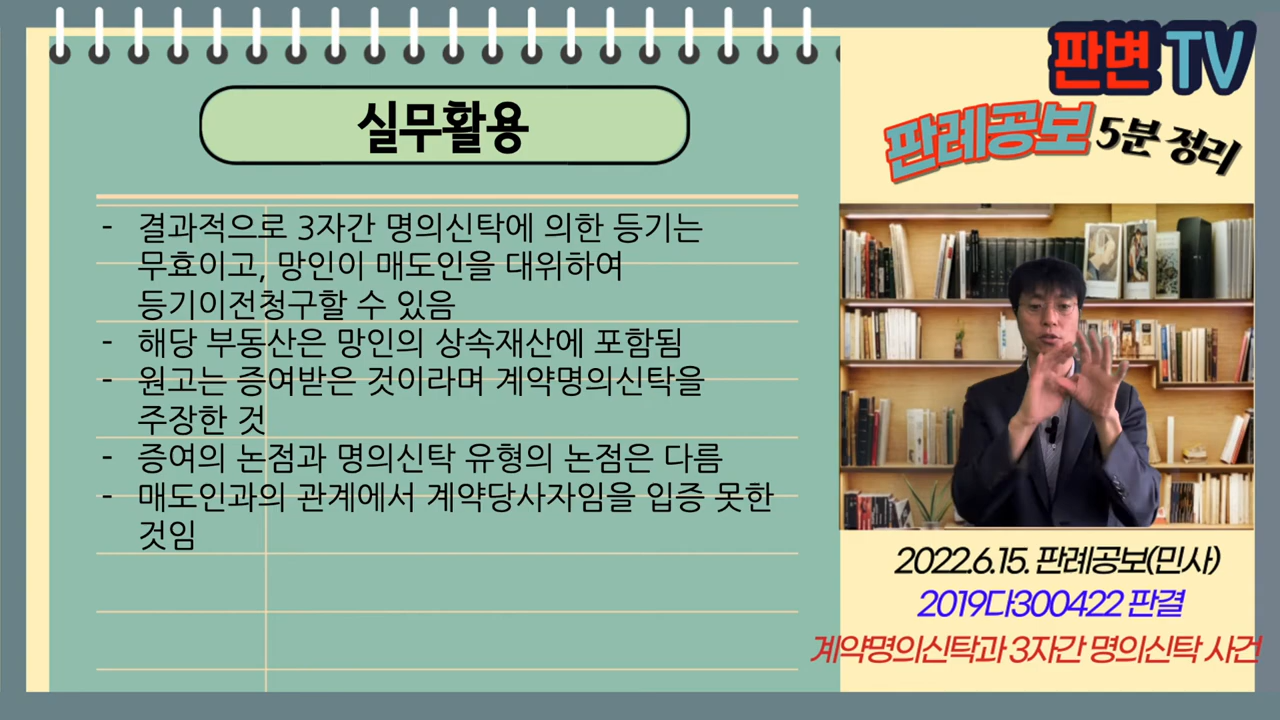 판변 TV
판례공보 5분 정리
실무활용
- 결과적으로 3자간 명의신탁에 의한 등기는
무효이고, 망인이 매도인을 대위하여
등기이전청구할 수 있음
- 해당 부동산은 망인의 상속재산에 포함됨
- 원고는 증여받은 것이라며 계약명의신탁을
주장한 것
- 증여의 논점과 명의신탁 유형의 논점은 다름
- 매도인과의 관계에서 계약당사자임을 입증 못한
것임
2022.6.15. 판례공보(민사)
2019다300422 판결
계약명의신탁과 3자간 명의신탁 사건